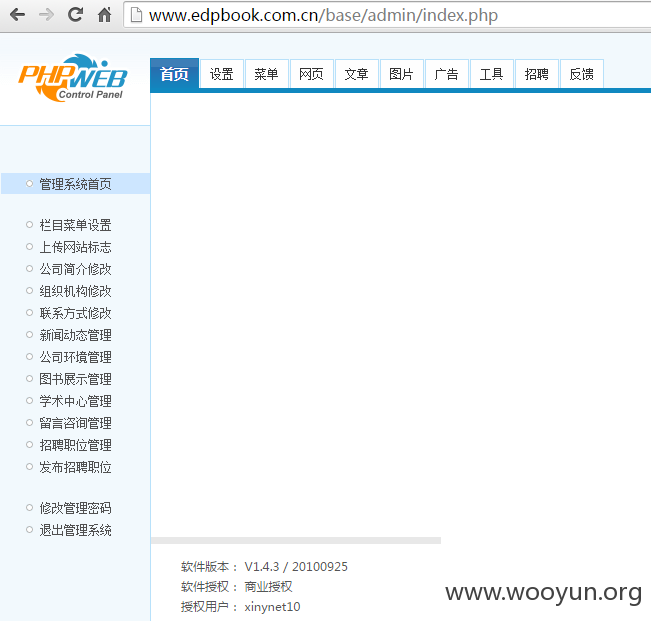 www.edpbook.com.cn/base/admin/index.php
PHPWEB
Control Panel
首页 设置 菜单 网页 文章 图片 广告 工具 招聘 反馈
管理系统首页
栏目菜单设置
上传网站标志
公司简介修改
组织机构修改
联系方式修改
新闻动态管理
公司环境管理
图书展示管理
学术中心管理
留言咨询管理
招聘职位管理
发布招聘职位
修改管理密码
退出管理系统
软件版本： V1.4.3 / 20100925
软件授权： 商业授权
授权用户： xinynet10
www.wooyun.org